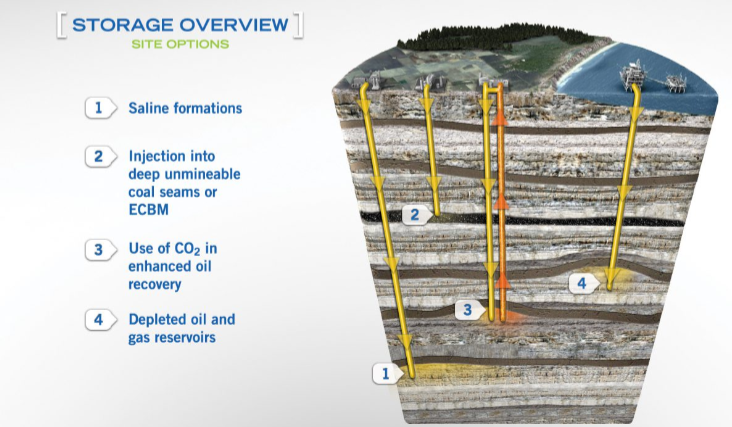 STORAGE OVERVIEW
SITE OPTIONS
1 Saline formations
2 Injection into
deep unmineable
coal seams or
ECBM
3 Use of CO₂ in
enhanced oil
recovery
4 Depleted oil and
gas reservoirs
2
4
3
1